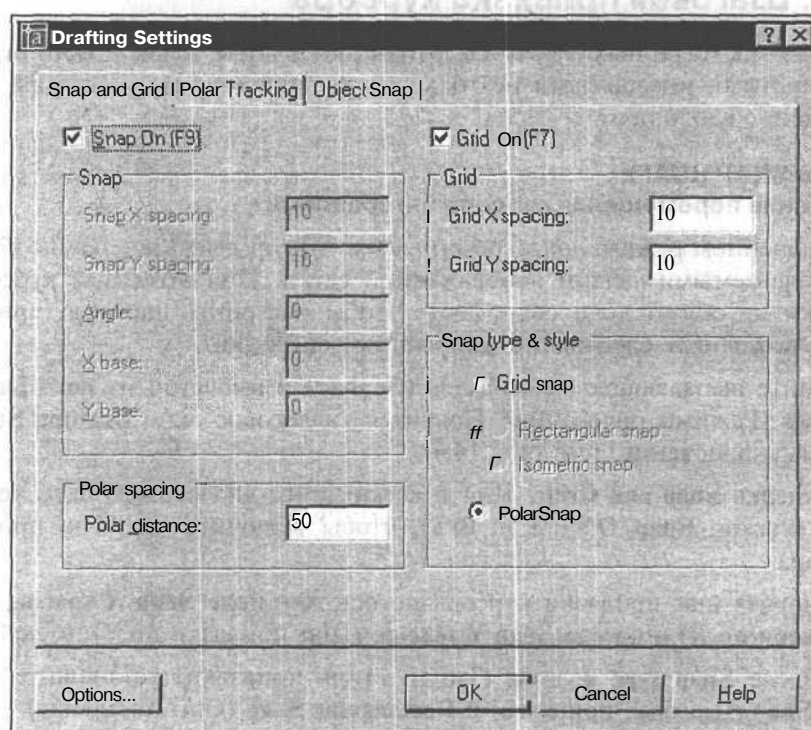 Drafting Settings
Snap and Grid I Polar Tracking | Object Snap |
Snap On (F9)
Snap
Snap X spacing: 10
Snap Y spacing: 10
Angle: 0
X base: 0
Y base: 0
Polar spacing
Polar distance: 50
Grid On (F7)
Grid
Grid X spacing: 10
Grid Y spacing: 10
Snap type & style
Grid snap
Rectangular snap
Isometric snap
PolarSnap
Options...
OK
Cancel
Help